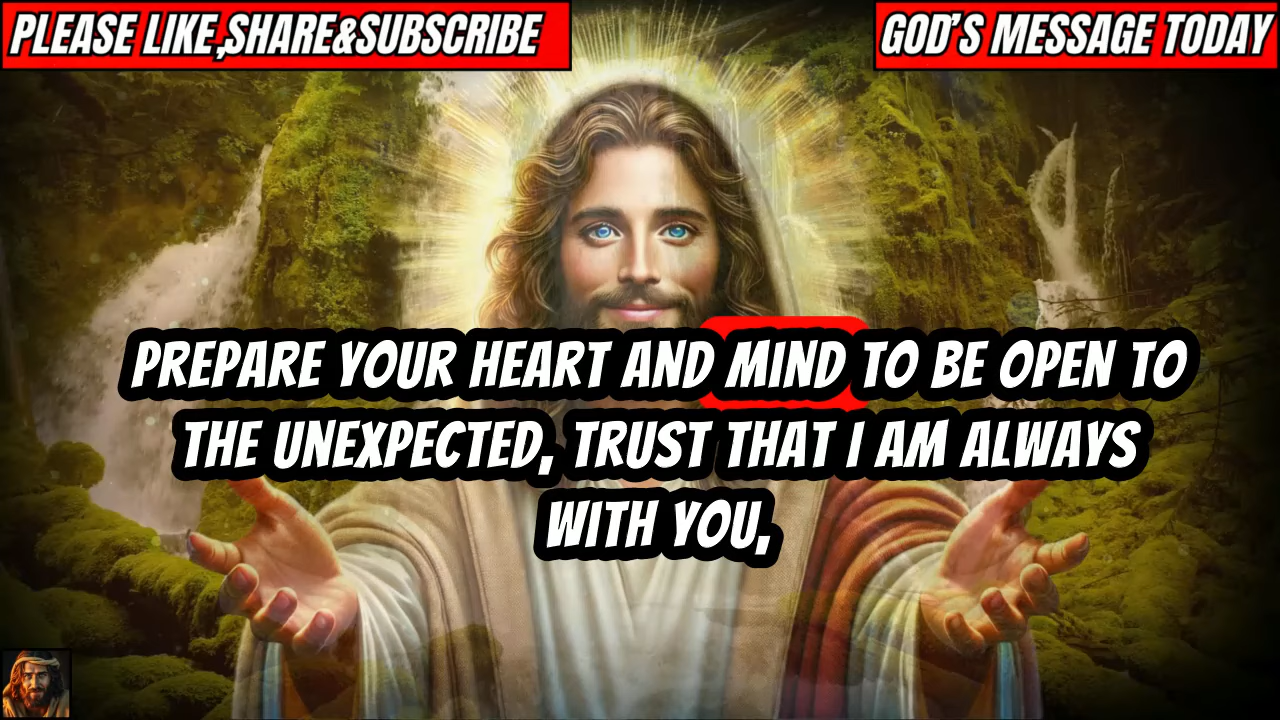 PLEASE LIKE,SHARE&SUBSCRIBE
GOD'S MESSAGE TODAY
PREPARE YOUR HEART AND MIND TO BE OPEN TO
THE UNEXPECTED, TRUST THAT I AM ALWAYS
WITH YOU,